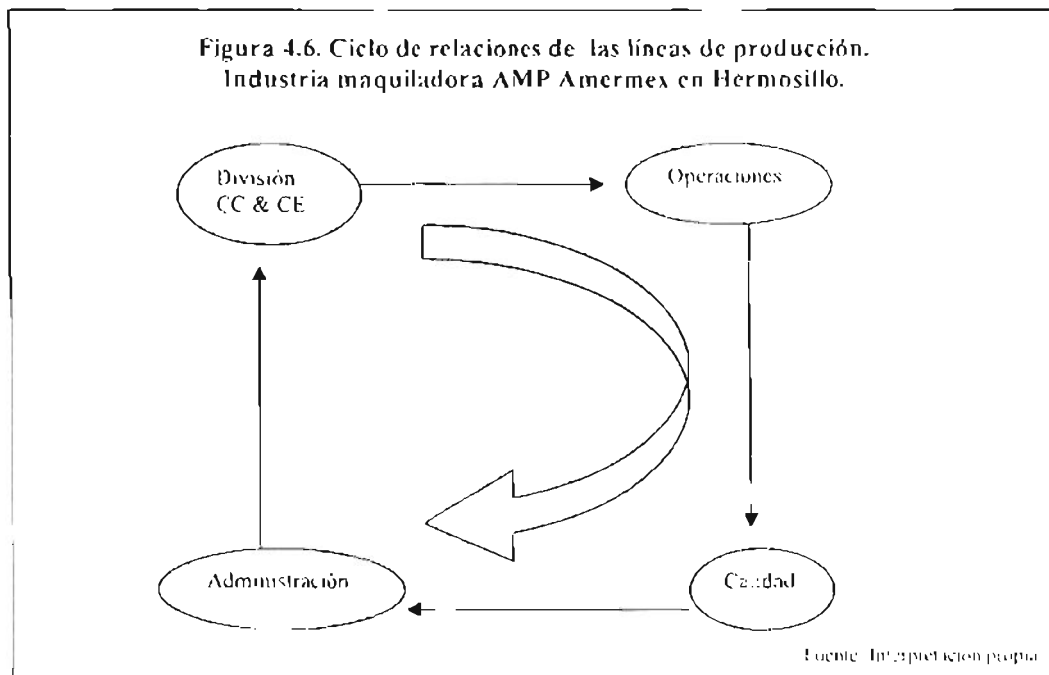 Figura 4.6. Ciclo de relaciones de las líneas de producción.
Industria maquiladora AMP Amermex en Hermosillo.
División
CC & CE
Operaciones
Administración
Calidad
Fuente: Interpretación propia